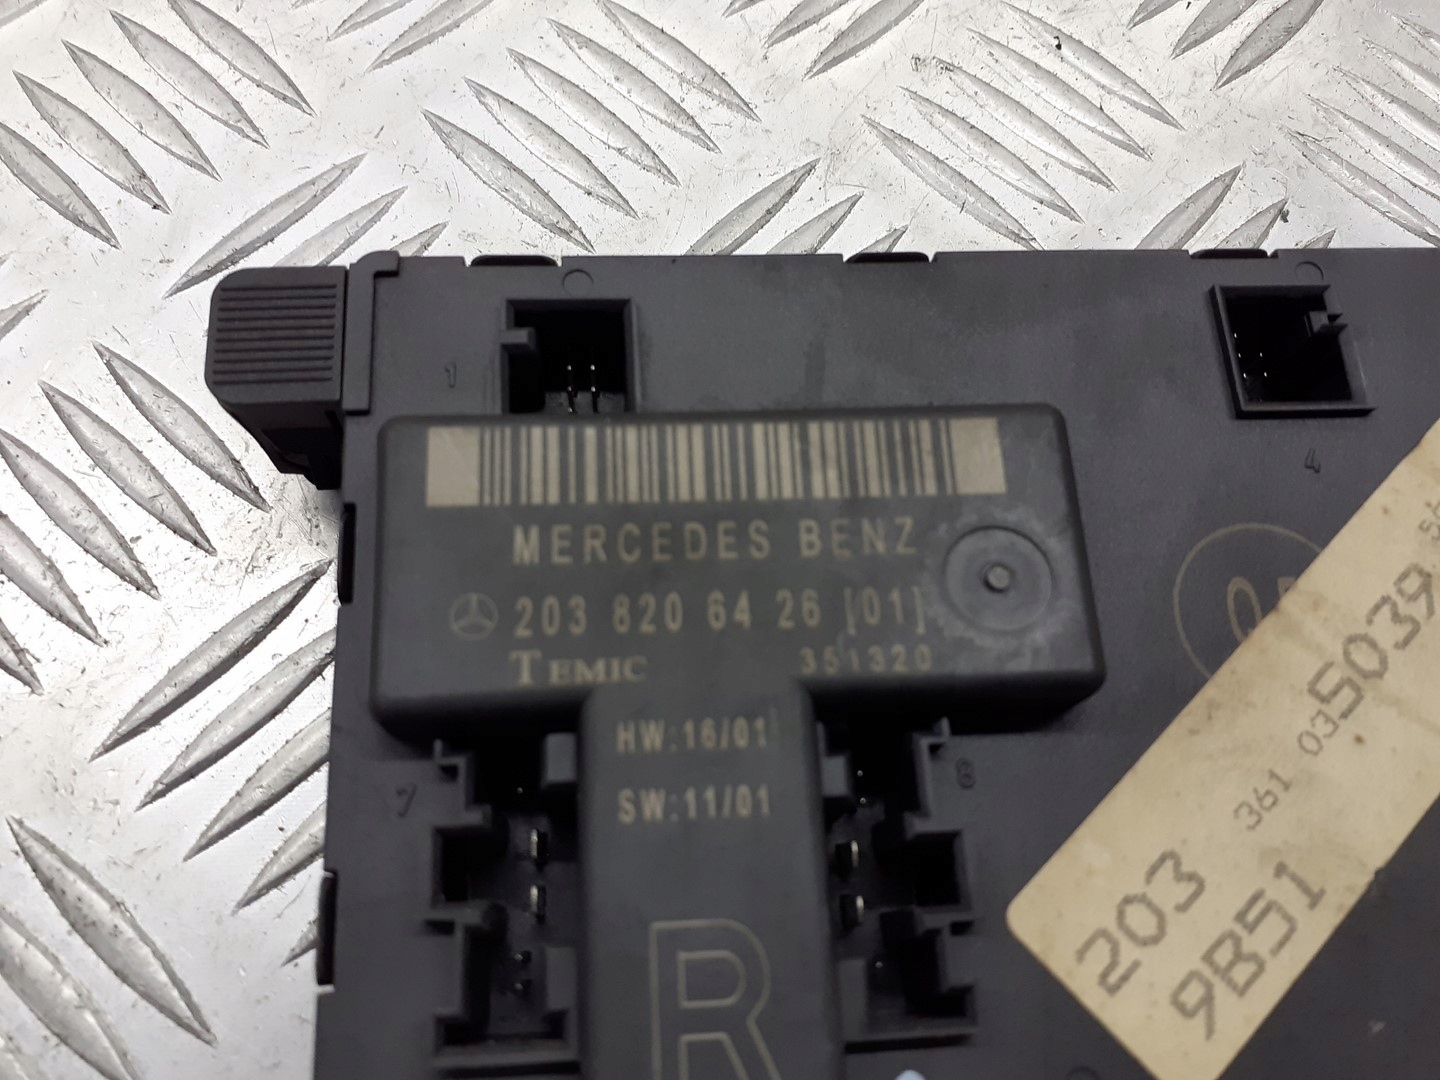 1
4
MERCEDES BENZ
203 820 64 26 [01]
TEMIC 351320
HW:16/01
SW:11/01
7
8
R
203 361 035039
9B51